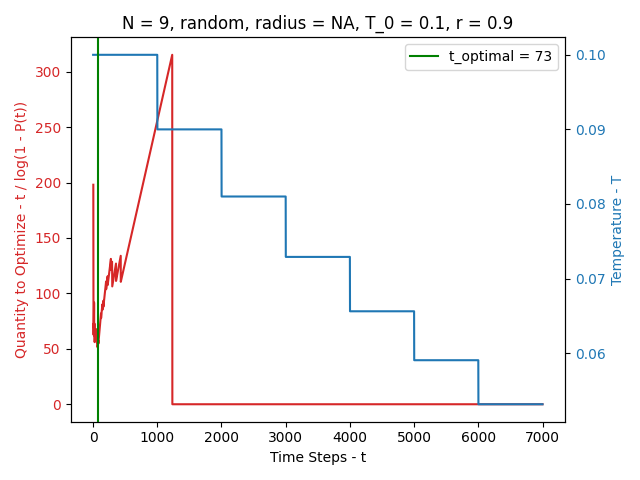 N = 9, random, radius = NA, T_0 = 0.1, r = 0.9
t_optimal = 73
Quantity to Optimize - t / log(1 - P(t))
300
250
200
150
100
50
0
0.10
0.09
0.08
0.07
0.06
Temperature - T
0 1000 2000 3000 4000 5000 6000 7000
Time Steps - t